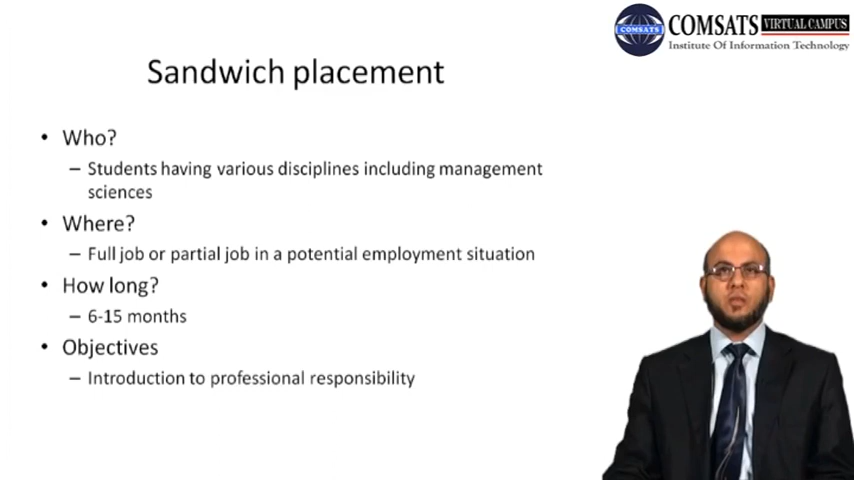 COMSATS
COMSATS VIRTUAL CAMPUS
Institute Of Information Technology
Sandwich placement
• Who?
– Students having various disciplines including management
sciences
• Where?
– Full job or partial job in a potential employment situation
• How long?
– 6-15 months
• Objectives
– Introduction to professional responsibility